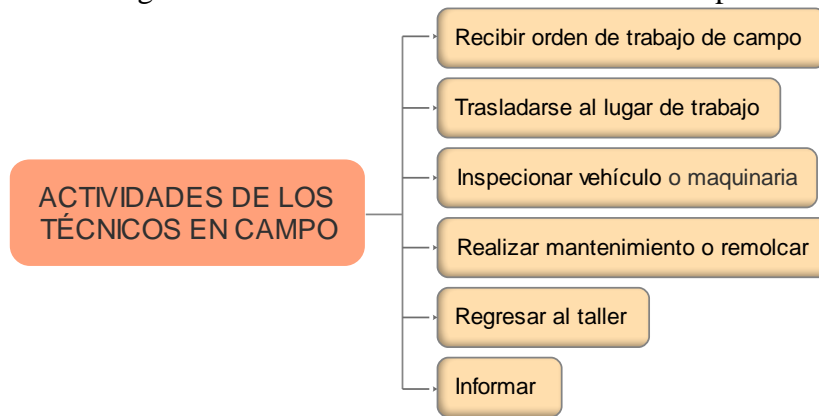 Recibir orden de trabajo de campo
Trasladarse al lugar de trabajo
Inspecionar vehículo o maquinaria
ACTIVIDADES DE LOS
TÉCNICOS EN CAMPO
Realizar mantenimiento o remolcar
Regresar al taller
Informar